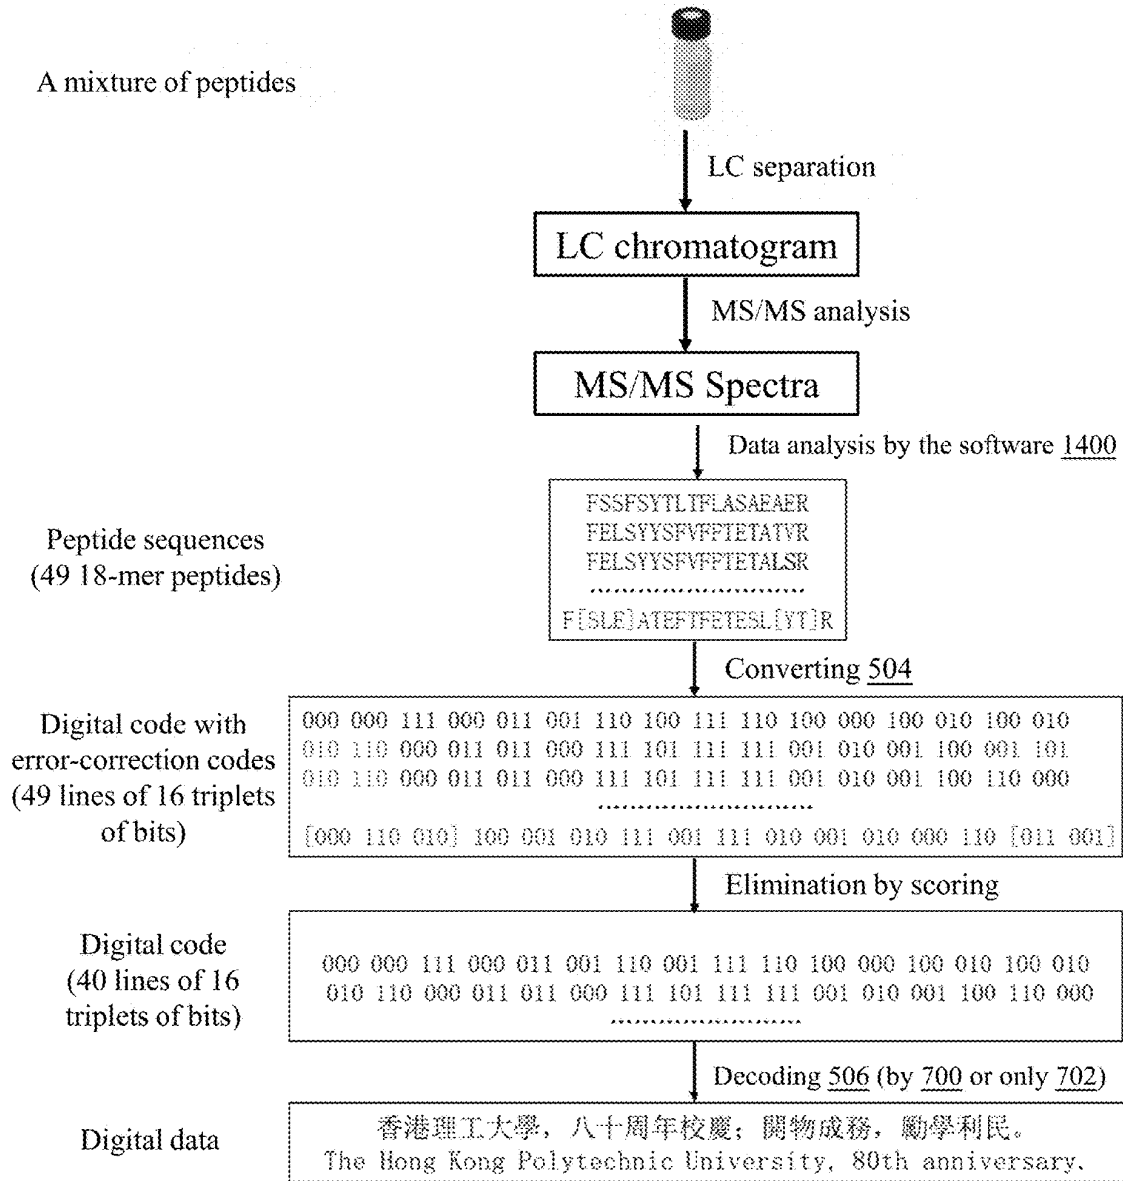 A mixture of peptides
LC separation
LC chromatogram
MS/MS analysis
MS/MS Spectra
Data analysis by the software 1400
Peptide sequences
(49 18-mer peptides)
FSSFSYTLTFLASAEAER
FELSYYSFVFFTETATVR
FELSYYSFVFFTETALSR
........................
F[SLE]ATEFTFETESL[YT]R
Converting 504
Digital code with
error-correction codes
(49 lines of 16 triplets
of bits)
000 000 111 000 011 001 110 100 111 110 100 000 100 010 100 010
010 110 000 011 011 000 111 101 111 111 001 010 001 100 001 101
010 110 000 011 011 000 111 101 111 111 001 010 001 100 110 000
........................
[000 110 010] 100 001 010 111 001 111 010 001 010 000 110 [011 001]
Elimination by scoring
Digital code
(40 lines of 16
triplets of bits)
000 000 111 000 011 001 110 001 111 110 100 000 100 010 100 010
010 110 000 011 011 000 111 101 111 111 001 010 001 100 110 000
........................
Decoding 506 (by 700 or only 702)
Digital data
香港理工大學，八十周年校慶；開物成務，勵學利民。
The Hong Kong Polytechnic University, 80th anniversary.